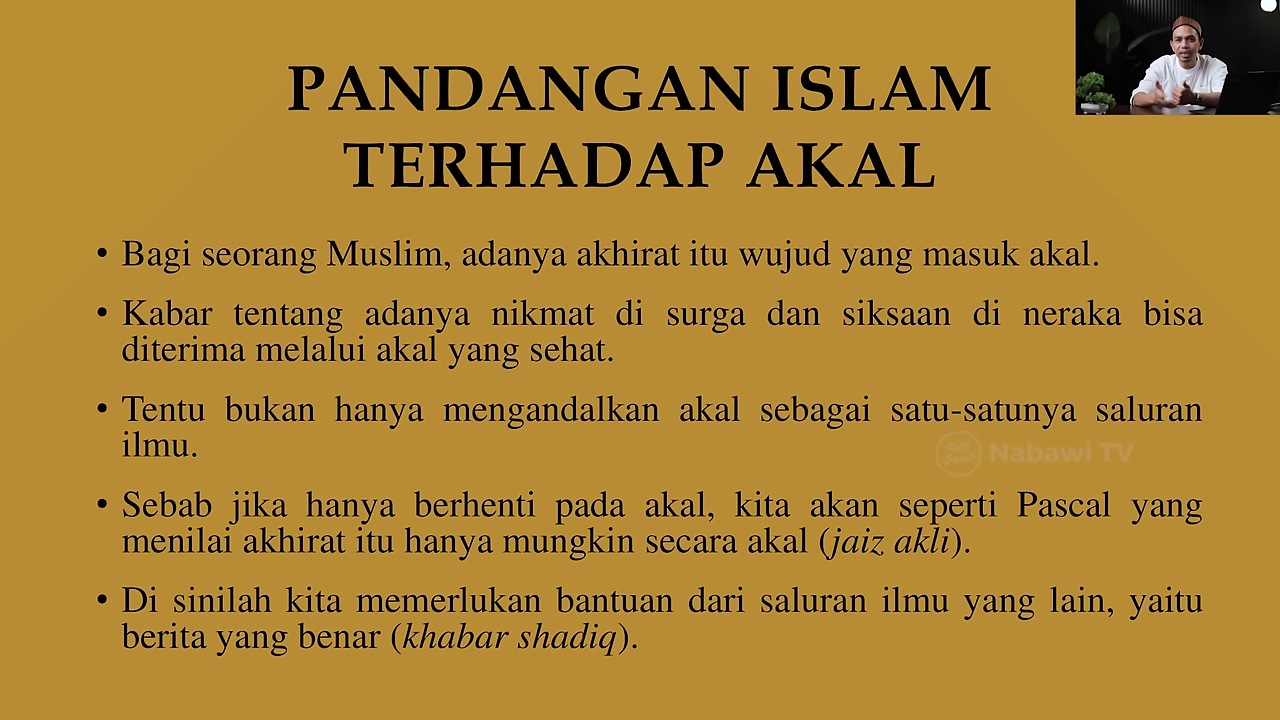 PANDANGAN ISLAM
TERHADAP AKAL
• Bagi seorang Muslim, adanya akhirat itu wujud yang masuk akal.
• Kabar tentang adanya nikmat di surga dan siksaan di neraka bisa
diterima melalui akal yang sehat.
• Tentu bukan hanya mengandalkan akal sebagai satu-satunya saluran
ilmu.
Nabawi TV
• Sebab jika hanya berhenti pada akal, kita akan seperti Pascal yang
menilai akhirat itu hanya mungkin secara akal (jaiz akli).
• Di sinilah kita memerlukan bantuan dari saluran ilmu yang lain, yaitu
berita yang benar (khabar shadiq).